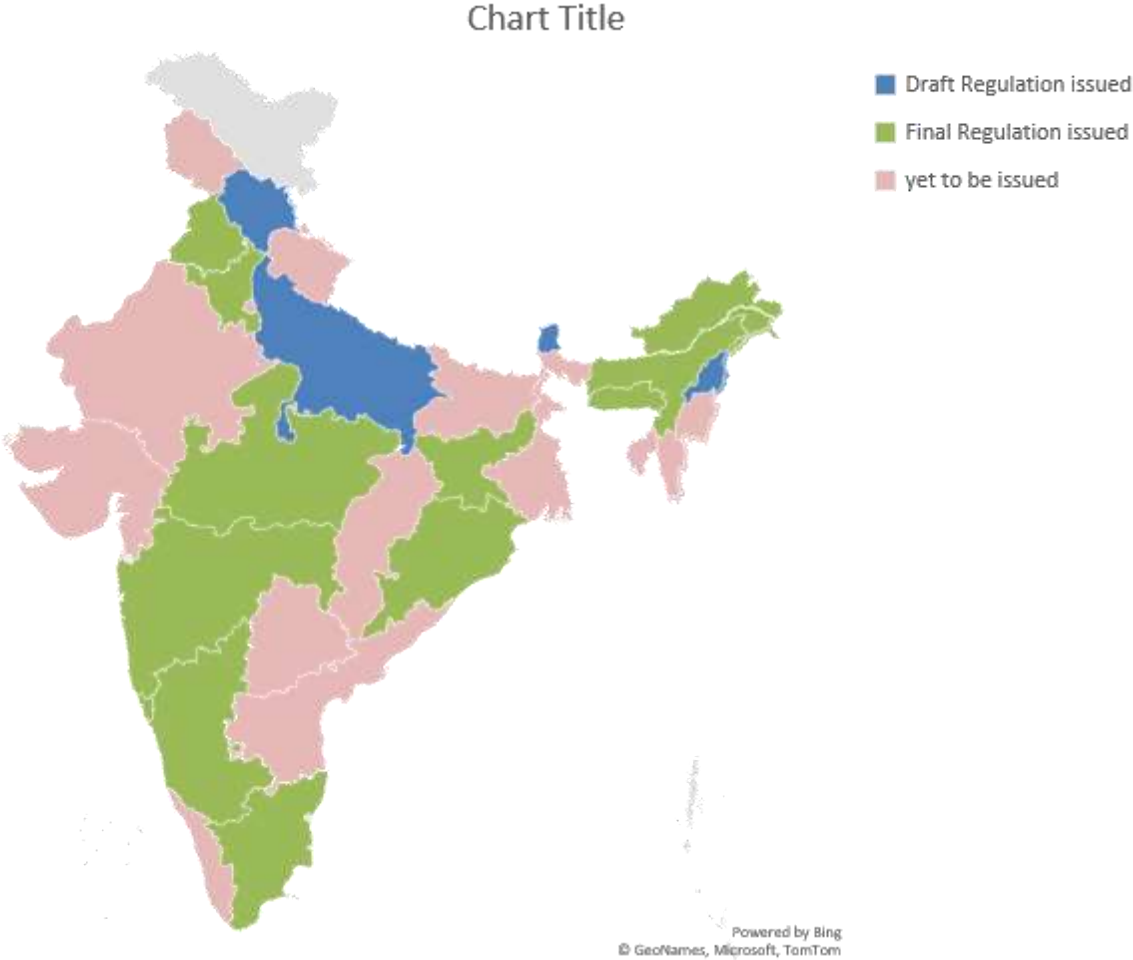 Chart Title
Draft Regulation issued
Final Regulation issued
yet to be issued
Powered by Bing
© GeoNames, Microsoft, TomTom